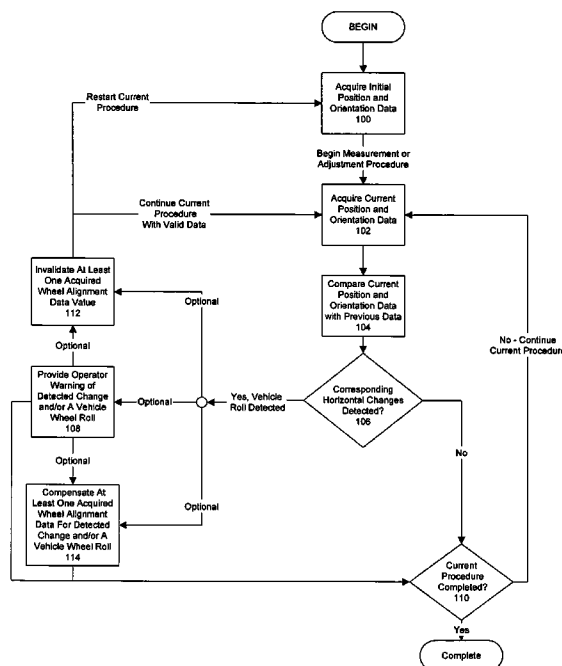 BEGIN
Acquire Initial
Position and
Orientation Data
100
Restart Current
Procedure
Begin Measurement or
Adjustment Procedure
Continue Current
Procedure
With Valid Data
Acquire Current
Position and
Orientation Data
102
Invalidate At Least
One Acquired
Wheel Alignment
Data Value
112
Optional
Compare Current
Position and
Orientation Data
with Previous Data
104
No - Continue
Current Procedure
Optional
Provide Operator
Warning of
Detected Change
and/or A Vehicle
Wheel Roll
108
Optional
Yes, Vehicle
Roll Detected
Corresponding
Horizontal Changes
Detected?
106
Optional
No
Compensate At
Least One Acquired
Wheel Alignment
Data For Detected
Change and/or A
Vehicle Wheel Roll
114
Optional
Current
Procedure
Completed?
110
Yes
Complete